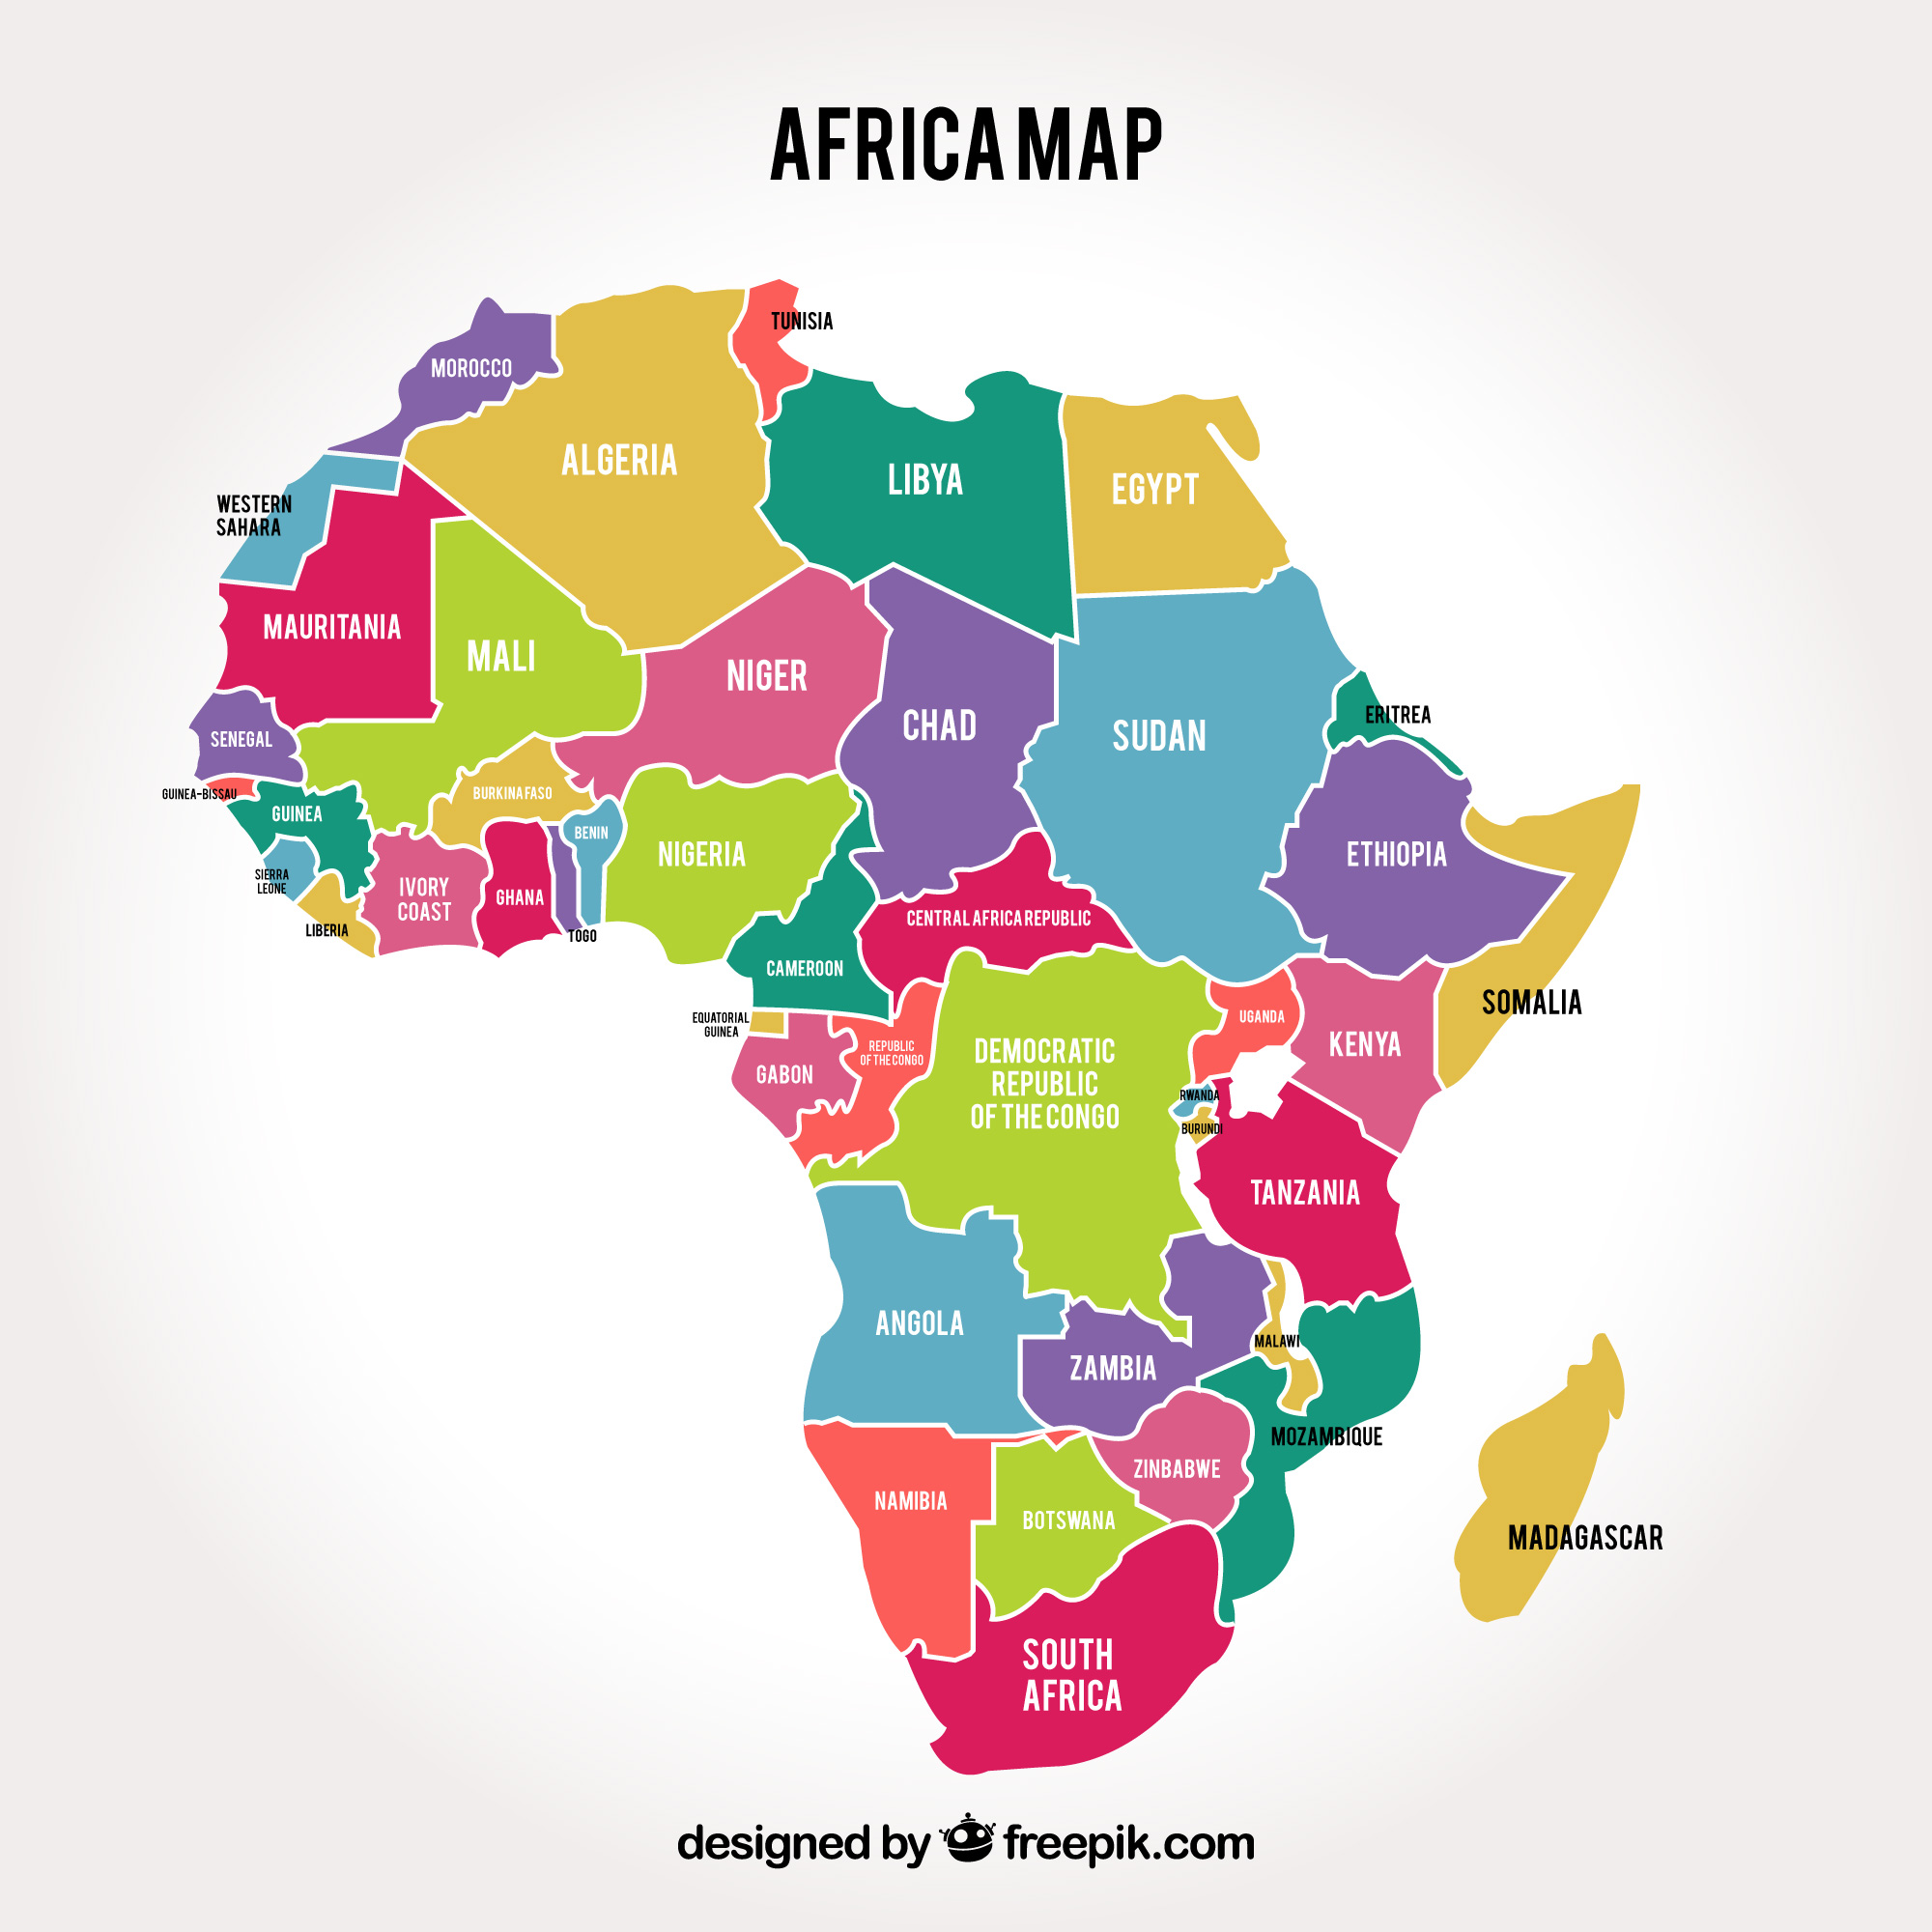 AFRICA MAP
TUNISIA
MOROCCO
ALGERIA
LIBYA
EGYPT
WESTERN
SAHARA
MAURITANIA
MALI
NIGER
CHAD
SUDAN
ERITREA
SENEGAL
GUINEA-BISSAU
GUINEA
BURKINA FASO
BENIN
NIGERIA
ETHIOPIA
SIERRA
LEONE
IVORY
COAST
GHANA
LIBERIA
TOGO
CENTRAL AFRICA REPUBLIC
CAMEROON
SOMALIA
EQUATORIAL
GUINEA
UGANDA
KENYA
REPUBLIC
OF THE CONGO
GABON
DEMOCRATIC
REPUBLIC
OF THE CONGO
RWANDA
BURUNDI
TANZANIA
ANGOLA
MALAWI
ZAMBIA
MOZAMBIQUE
ZINBABWE
NAMIBIA
BOTSWANA
MADAGASCAR
SOUTH
AFRICA
designed by freepik.com